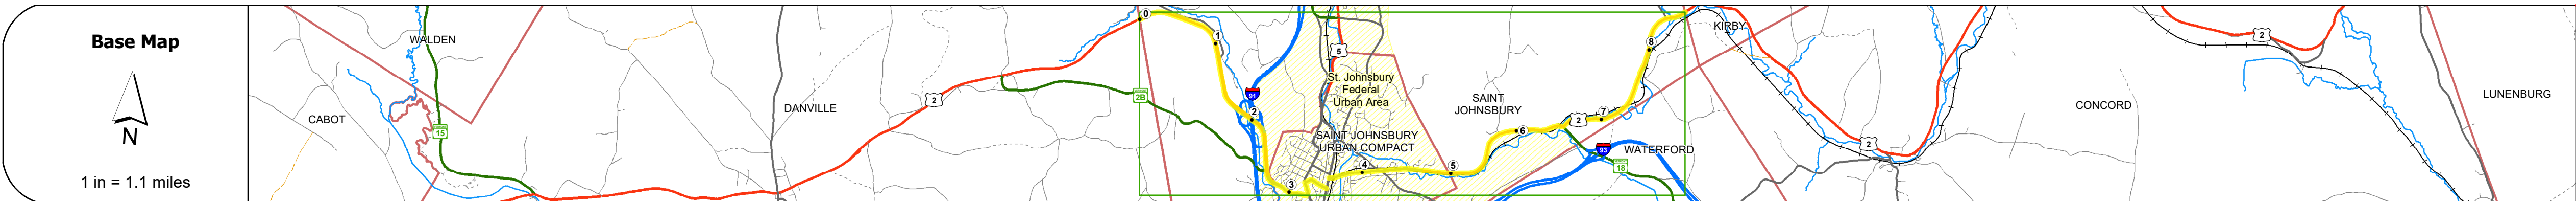 Base Map
N
1 in = 1.1 miles
WALDEN
CABOT
15
DANVILLE
2
2B
0
1
91
2
3
5
St. Johnsbury
Federal
Urban Area
SAINT JOHNSBURY
URBAN COMPACT
4
5
SAINT
JOHNSBURY
6
2
7
8
93
WATERFORD
18
KIRBY
2
CONCORD
2
LUNENBURG